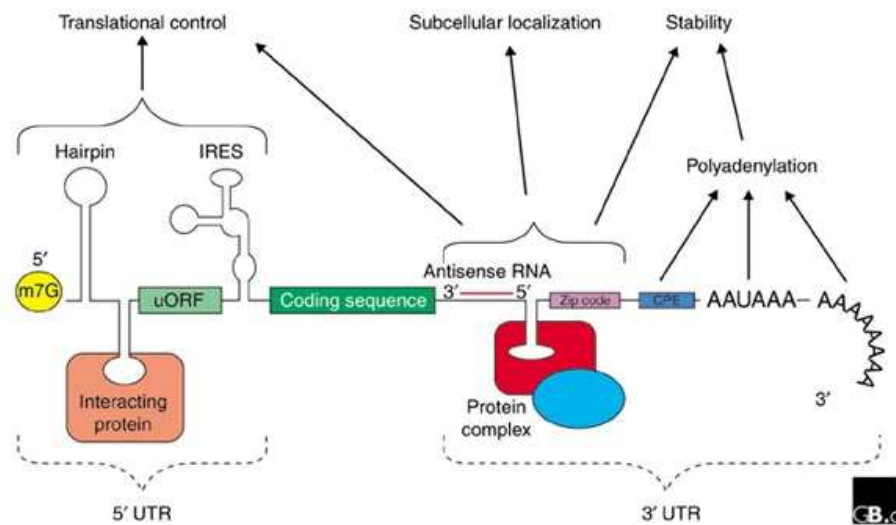 Translational control
Subcellular localization
Stability
Hairpin
IRES
Polyadenylation
5′
m7G
uORF
Coding sequence
Antisense RNA
3′
5′
Zip code
CPE
AAUAAA–
AAAAAAAA
Interacting
protein
Protein
complex
3′
5′ UTR
3′ UTR